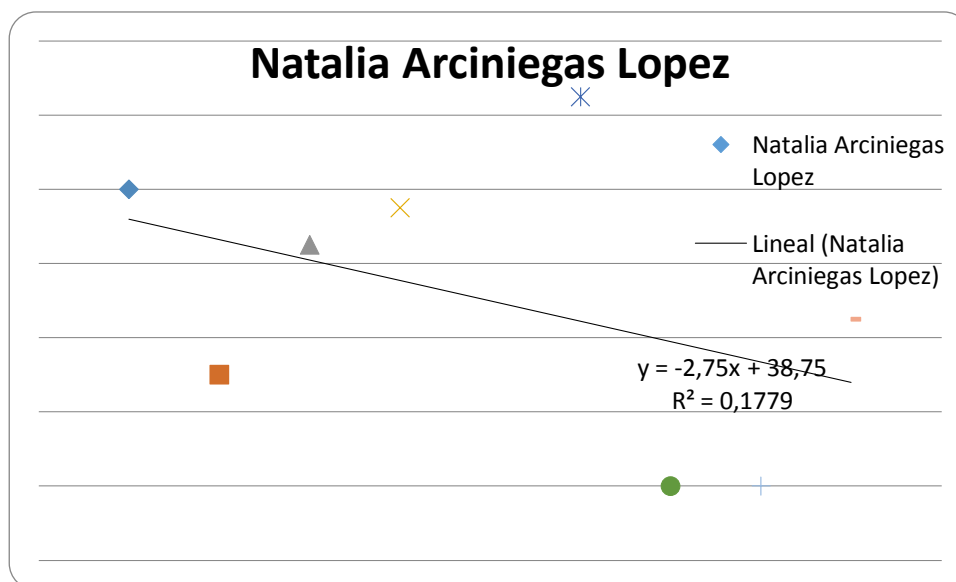 Natalia Arciniegas Lopez
Natalia Arciniegas
Lopez
Lineal (Natalia
Arciniegas Lopez)
y = -2,75x + 38,75
R² = 0,1779